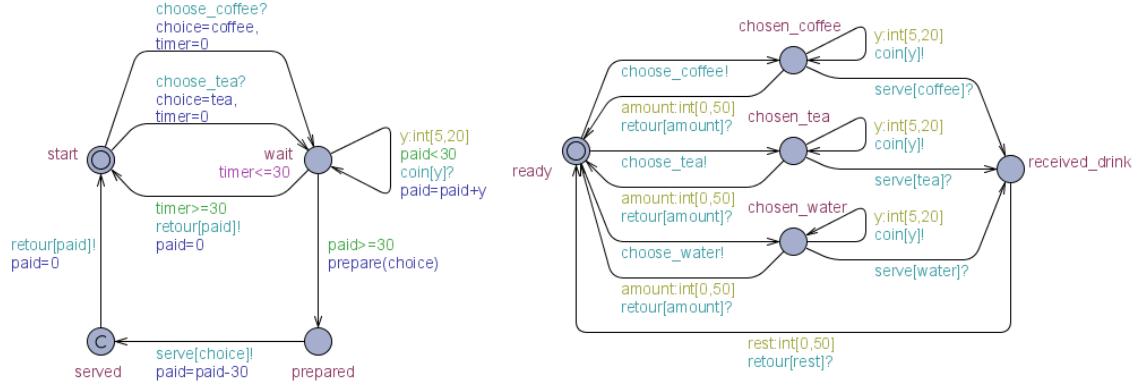 choose_coffee?
choice=coffee,
timer=0
choose_tea?
choice=tea,
timer=0
start
wait
timer<=30
y:int[5,20]
paid<30
coin[y]?
paid=paid+y
timer>=30
retour[paid]!
paid=0
retour[paid]!
paid=0
paid>=30
prepare(choice)
C
serve[choice]!
paid=paid-30
served
prepared
chosen_coffee
y:int[5,20]
coin[y]!
choose_coffee!
serve[coffee]?
amount:int[0,50]
retour[amount]?
chosen_tea
y:int[5,20]
coin[y]!
ready
choose_tea!
serve[tea]?
received_drink
amount:int[0,50]
retour[amount]?
chosen_water
y:int[5,20]
coin[y]!
choose_water!
serve[water]?
amount:int[0,50]
retour[amount]?
rest:int[0,50]
retour[rest]?